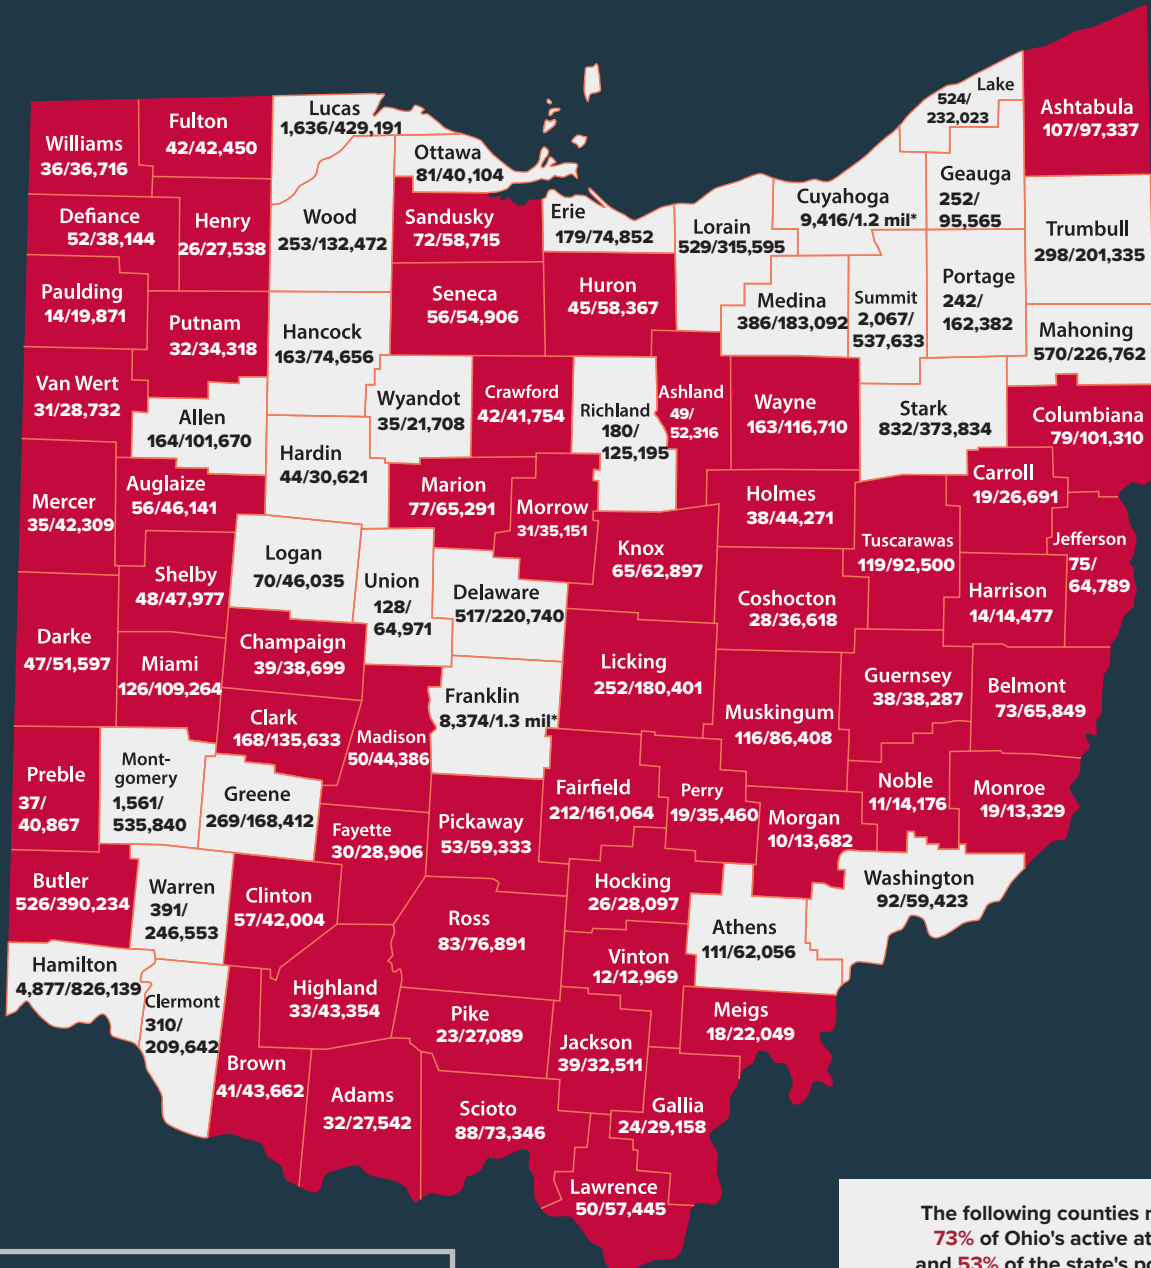 Williams
36/36,716
Fulton
42/42,450
Lucas
1,636/429,191
Ottawa
81/40,104
Lake
524/
232,023
Ashtabula
107/97,337
Defiance
52/38,144
Henry
26/27,538
Wood
253/132,472
Sandusky
72/58,715
Erie
179/74,852
Lorain
529/315,595
Cuyahoga
9,416/1.2 mil*
Geauga
252/
95,565
Trumbull
298/201,335
Paulding
14/19,871
Putnam
32/34,318
Hancock
163/74,656
Seneca
56/54,906
Huron
45/58,367
Medina
386/183,092
Summit
2,067/
537,633
Portage
242/
162,382
Mahoning
570/226,762
Van Wert
31/28,732
Allen
164/101,670
Wyandot
35/21,708
Crawford
42/41,754
Richland
180/
125,195
Ashland
49/
52,316
Wayne
163/116,710
Stark
832/373,834
Columbiana
79/101,310
Mercer
35/42,309
Auglaize
56/46,141
Hardin
44/30,621
Marion
77/65,291
Morrow
31/35,151
Knox
65/62,897
Holmes
38/44,271
Tuscarawas
119/92,500
Carroll
19/26,691
Jefferson
75/
64,789
Shelby
48/47,977
Logan
70/46,035
Union
128/
64,971
Delaware
517/220,740
Coshocton
28/36,618
Harrison
14/14,477
Darke
47/51,597
Miami
126/109,264
Champaign
39/38,699
Licking
252/180,401
Guernsey
38/38,287
Belmont
73/65,849
Clark
168/135,633
Madison
50/44,386
Franklin
8,374/1.3 mil*
Muskingum
116/86,408
Preble
37/
40,867
Mont-
gomery
1,561/
535,840
Greene
269/168,412
Fayette
30/28,906
Pickaway
53/59,333
Fairfield
212/161,064
Perry
19/35,460
Morgan
10/13,682
Noble
11/14,176
Monroe
19/13,329
Butler
526/390,234
Warren
391/
246,553
Clinton
57/42,004
Ross
83/76,891
Hocking
26/28,097
Athens
111/62,056
Washington
92/59,423
Hamilton
4,877/826,139
Clermont
310/
209,642
Highland
33/43,354
Pike
23/27,089
Vinton
12/12,969
Jackson
39/32,511
Meigs
18/22,049
Brown
41/43,662
Adams
32/27,542
Scioto
88/73,346
Gallia
24/29,158
Lawrence
50/57,445
The following counties
73% of Ohio's active
and 53% of the state's